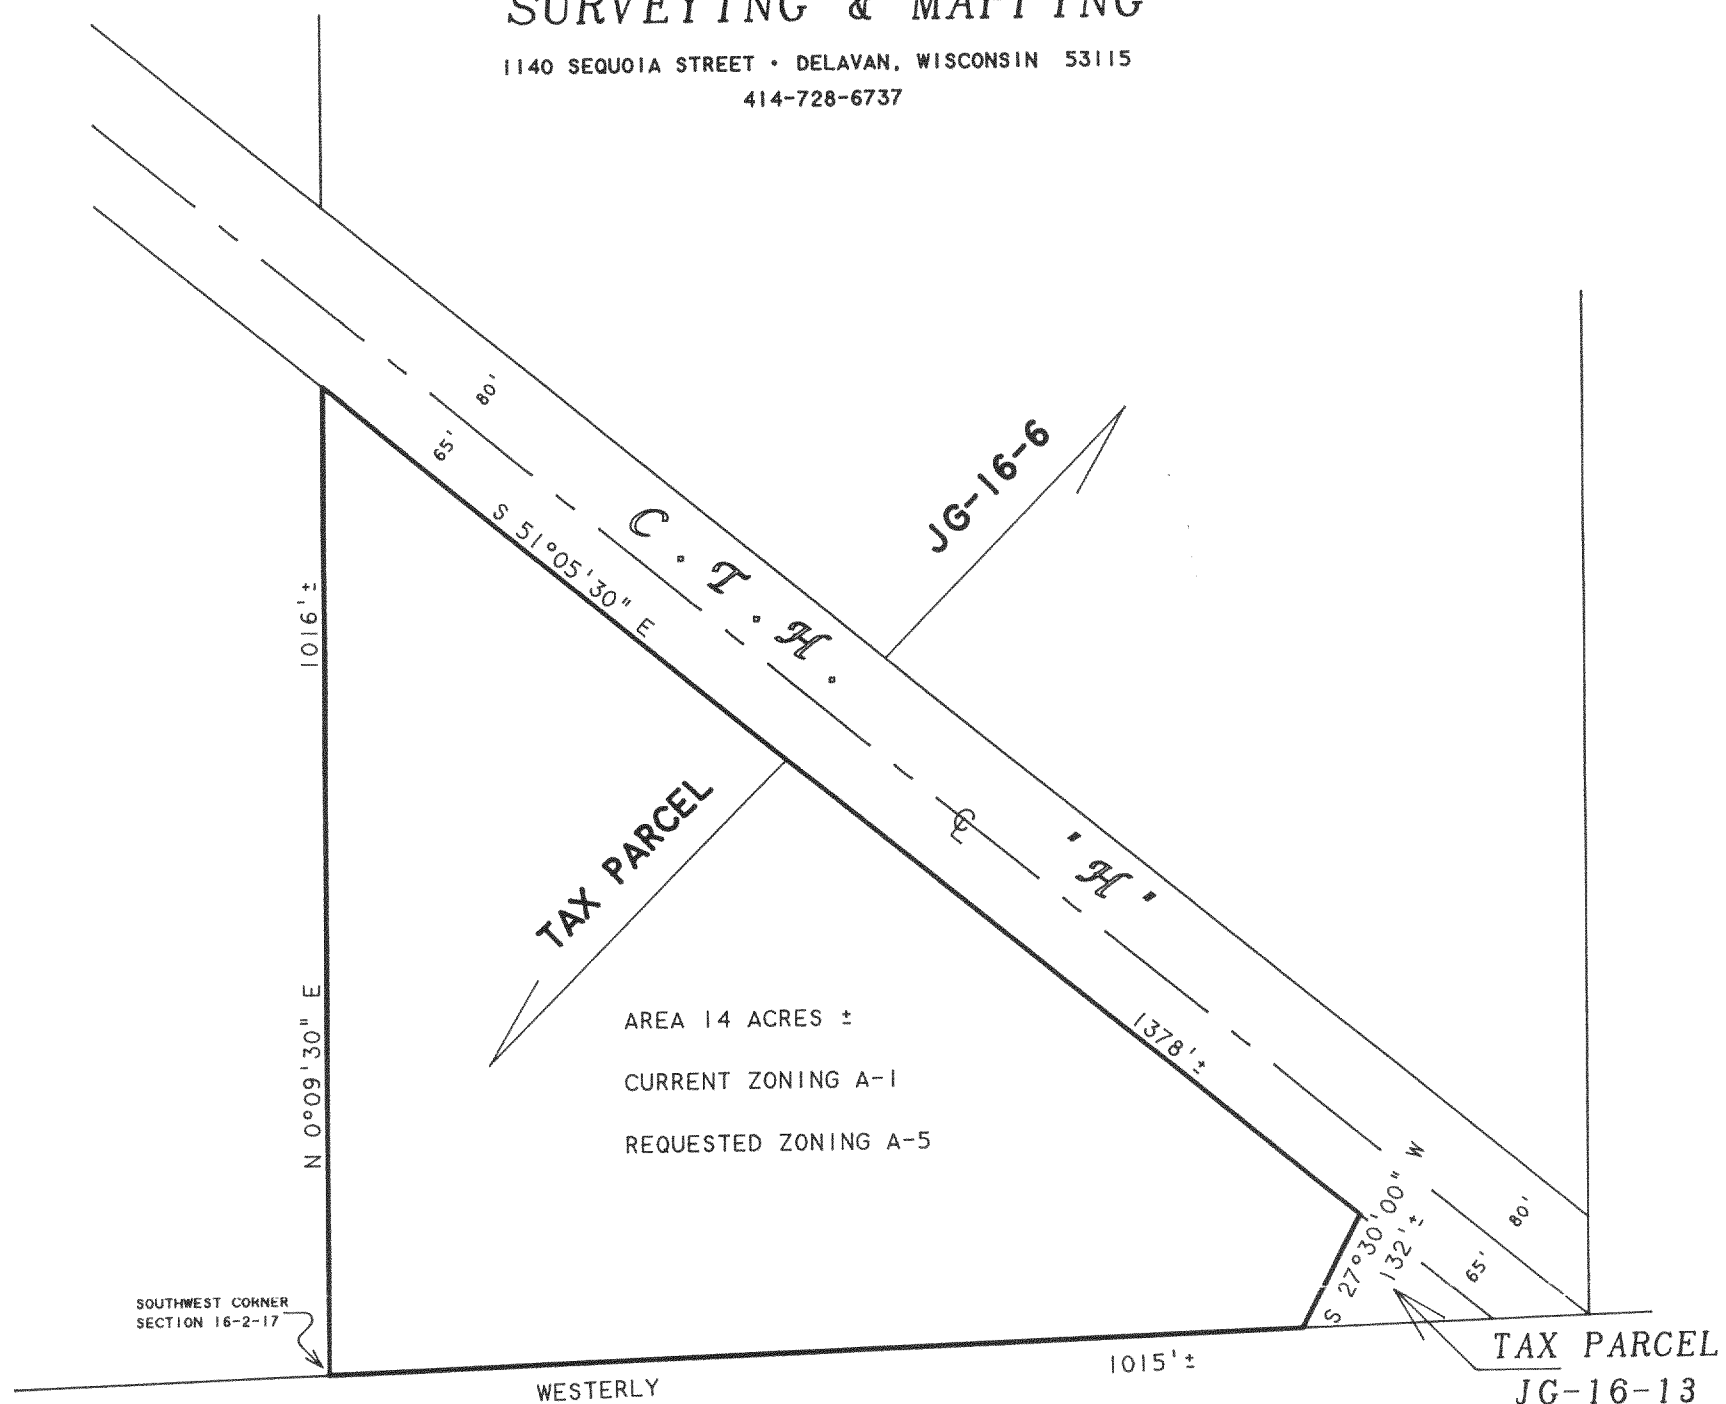 SURVEYING & MAPPING
1140 SEQUOIA STREET • DELAVAN, WISCONSIN 53115
414-728-6737
80'
65'
C.T.H. "H"
JG-16-6
S 51°05'30" E
1016'±
TAX PARCEL
℄
N 0°09'30" E
AREA 14 ACRES ±
CURRENT ZONING A-1
REQUESTED ZONING A-5
1378'±
S 27°30'00" W
132'±
80'
65'
SOUTHWEST CORNER
SECTION 16-2-17
1015'±
WESTERLY
TAX PARCEL
JG-16-13